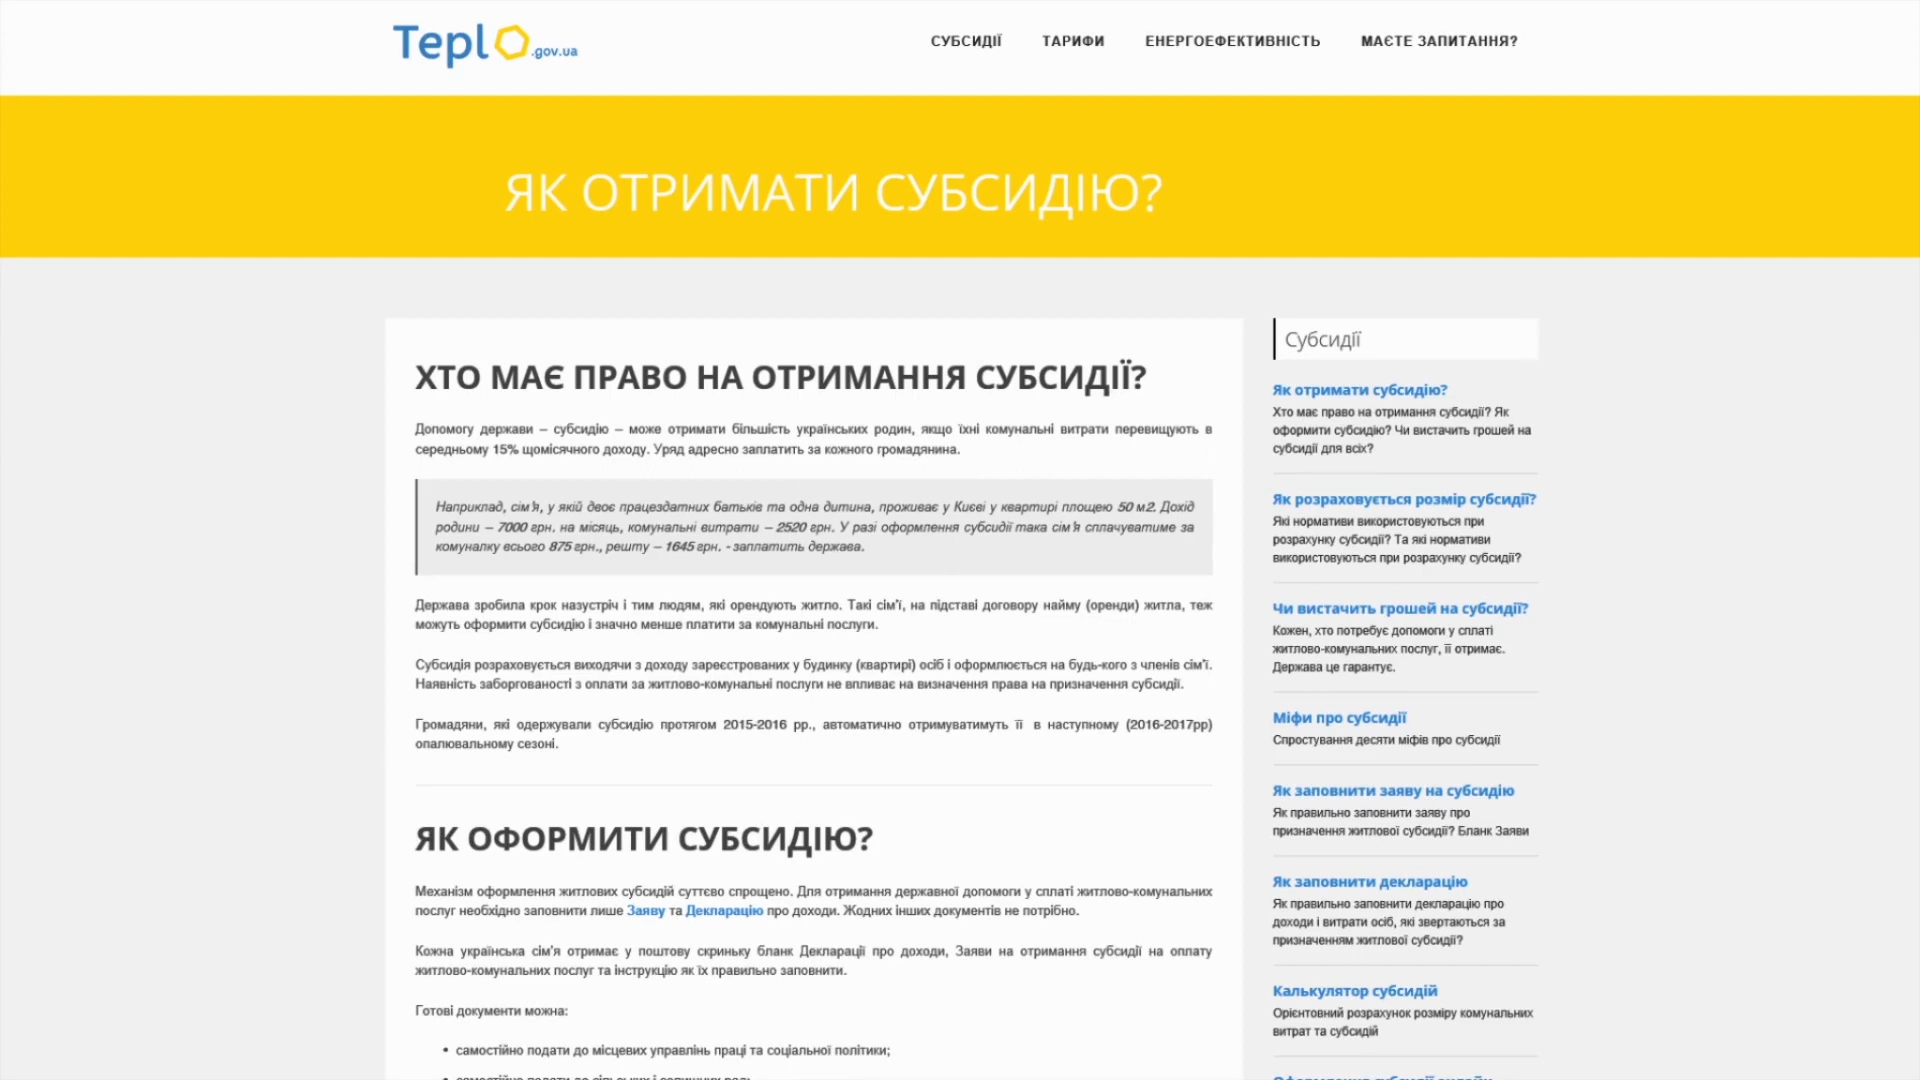 Teplo.gov.ua
СУБСИДІЇ ТАРИФИ ЕНЕРГОЕФЕКТИВНІСТЬ МАЄТЕ ЗАПИТАННЯ?
ЯК ОТРИМАТИ СУБСИДІЮ?
ХТО МАЄ ПРАВО НА ОТРИМАННЯ СУБСИДІЇ?
Допомогу держави – субсидію – може отримати більшість українських родин, якщо їхні комунальні витрати перевищують в
середньому 15% щомісячного доходу. Уряд адресно заплатить за кожного громадянина.
Наприклад, сім'я, у якій двоє працездатних батьків та одна дитина, проживає у Києві у квартирі площею 50 м2. Дохід
родини – 7000 грн. на місяць, комунальні витрати – 2520 грн. У разі оформлення субсидії така сім'я сплачуватиме за
комуналку всього 875 грн., решту – 1645 грн. - заплатить держава.
Держава зробила крок назустріч і тим людям, які орендують житло. Такі сім'ї, на підставі договору найму (оренди) житла, теж
можуть оформити субсидію і значно менше платити за комунальні послуги.
Субсидія розраховується виходячи з доходу зареєстрованих у будинку (квартирі) осіб і оформлюється на будь-кого з членів сім'ї.
Наявність заборгованості з оплати за житлово-комунальні послуги не впливає на визначення права на призначення субсидії.
Громадяни, які одержували субсидію протягом 2015-2016 рр., автоматично отримуватимуть її в наступному (2016-2017рр)
опалювальному сезоні.
ЯК ОФОРМИТИ СУБСИДІЮ?
Механізм оформлення житлових субсидій суттєво спрощено. Для отримання державної допомоги у сплаті житлово-комунальних
послуг необхідно заповнити лише Заяву та Декларацію про доходи. Жодних інших документів не потрібно.
Кожна українська сім'я отримає у поштову скриньку бланк Декларації про доходи, Заяви на отримання субсидії на оплату
житлово-комунальних послуг та інструкцію як їх правильно заповнити.
Готові документи можна:
• самостійно подати до місцевих управлінь праці та соціальної політики;
Субсидії
Як отримати субсидію?
Хто має право на отримання субсидії? Як
оформити субсидію? Чи вистачить грошей на
субсидії для всіх?
Як розраховується розмір субсидії?
Які нормативи використовуються при
розрахунку субсидії? Та які нормативи
використовуються при розрахунку субсидії?
Чи вистачить грошей на субсидії?
Кожен, хто потребує допомоги у сплаті
житлово-комунальних послуг, її отримає.
Держава це гарантує.
Міфи про субсидії
Спростування десяти міфів про субсидії
Як заповнити заяву на субсидію
Як правильно заповнити заяву про
призначення житлової субсидії? Бланк Заяви
Як заповнити декларацію
Як правильно заповнити декларацію про
доходи і витрати осіб, які звертаються за
призначенням житлової субсидії?
Калькулятор субсидій
Орієнтовний розрахунок розміру комунальних
витрат та субсидій